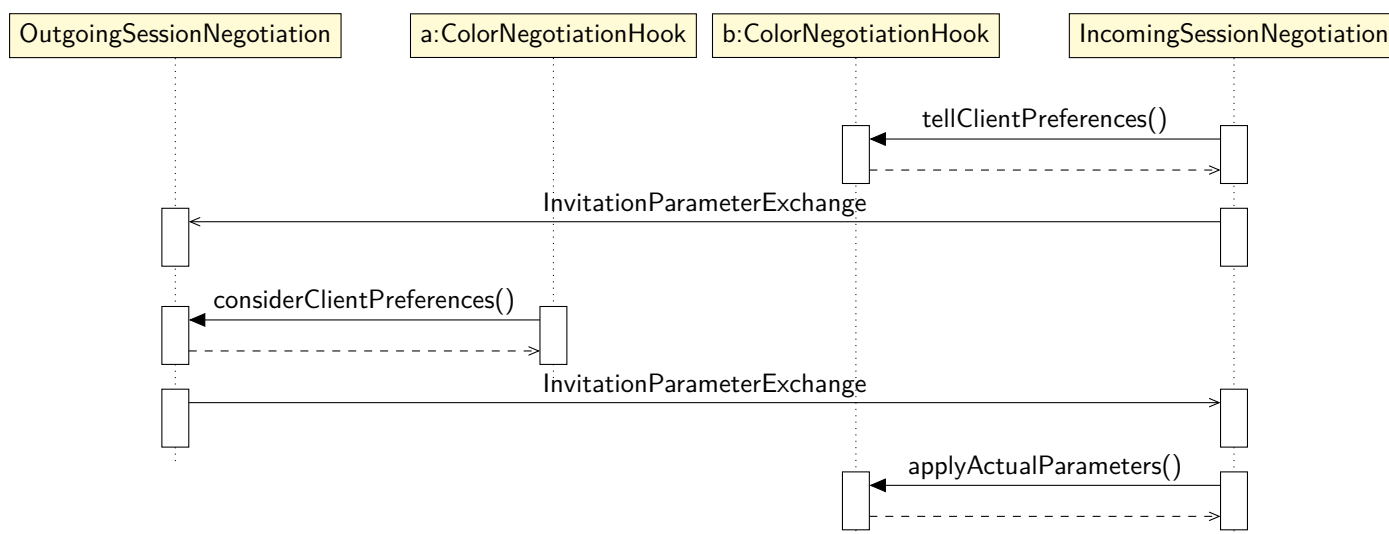 OutgoingSessionNegotiation
a:ColorNegotiationHook
b:ColorNegotiationHook
IncomingSessionNegotiation
tellClientPreferences()
InvitationParameterExchange
considerClientPreferences()
InvitationParameterExchange
applyActualParameters()